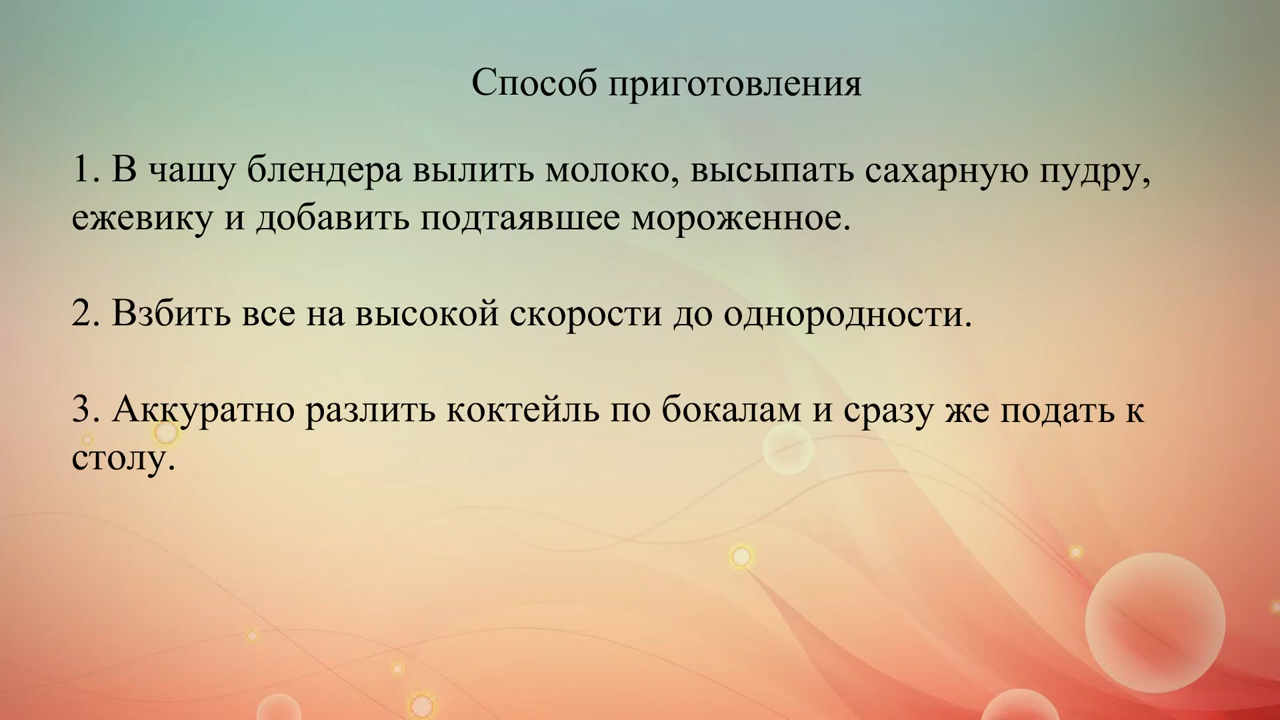 Способ приготовления
1. В чашу блендера вылить молоко, высыпать сахарную пудру,
ежевику и добавить подтаявшее мороженное.
2. Взбить все на высокой скорости до однородности.
3. Аккуратно разлить коктейль по бокалам и сразу же подать к
столу.